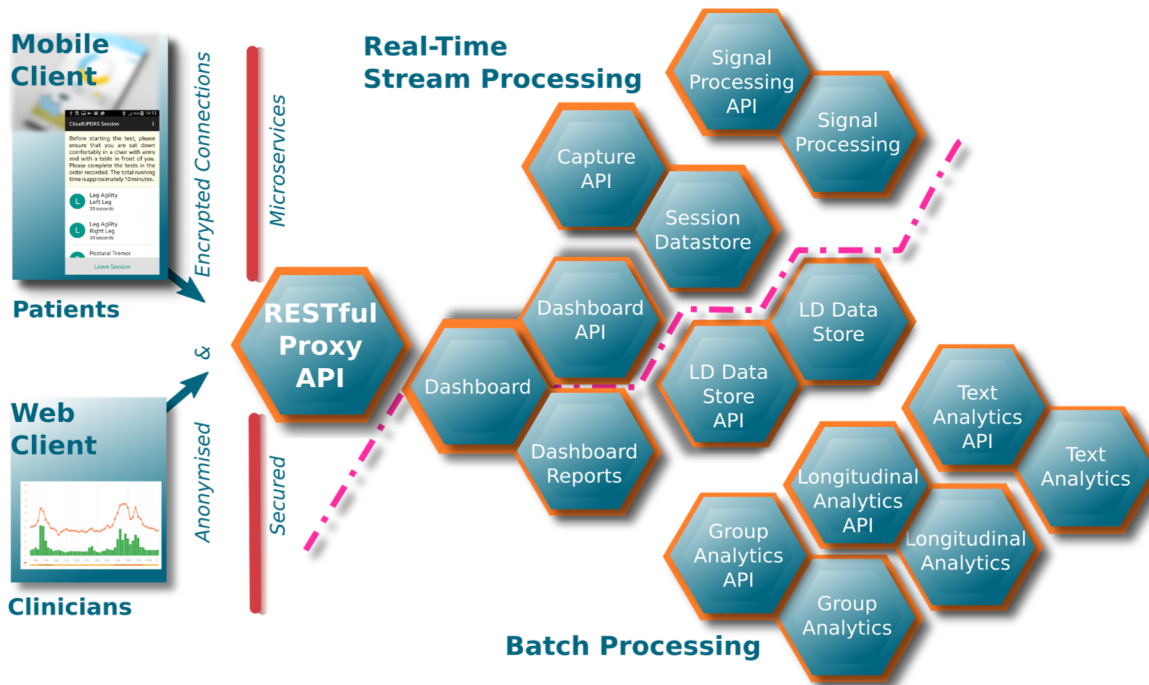 Mobile
Client
CloudUPDRS Session
Before starting the test, please
ensure that you are sat down
comfortably in a chair with arms
and with a table in front of you.
Please complete the tests in the
order recorded. The total running
time is approximately 10 minutes.
L
Leg Agility
Left Leg
30 seconds
L
Leg Agility
Right Leg
30 seconds
Postural Tremor
Leave Session
Patients
Web
Client
Clinicians
Encrypted Connections
&
Anonymised
Microservices
Secured
RESTful
Proxy
API
Real-Time
Stream Processing
Signal
Processing
API
Signal
Processing
Capture
API
Session
Datastore
Dashboard
API
Dashboard
Dashboard
Reports
LD Data
Store
LD Data
Store
API
Text
Analytics
API
Text
Analytics
Longitudinal
Analytics
API
Longitudinal
Analytics
Group
Analytics
API
Group
Analytics
Batch Processing